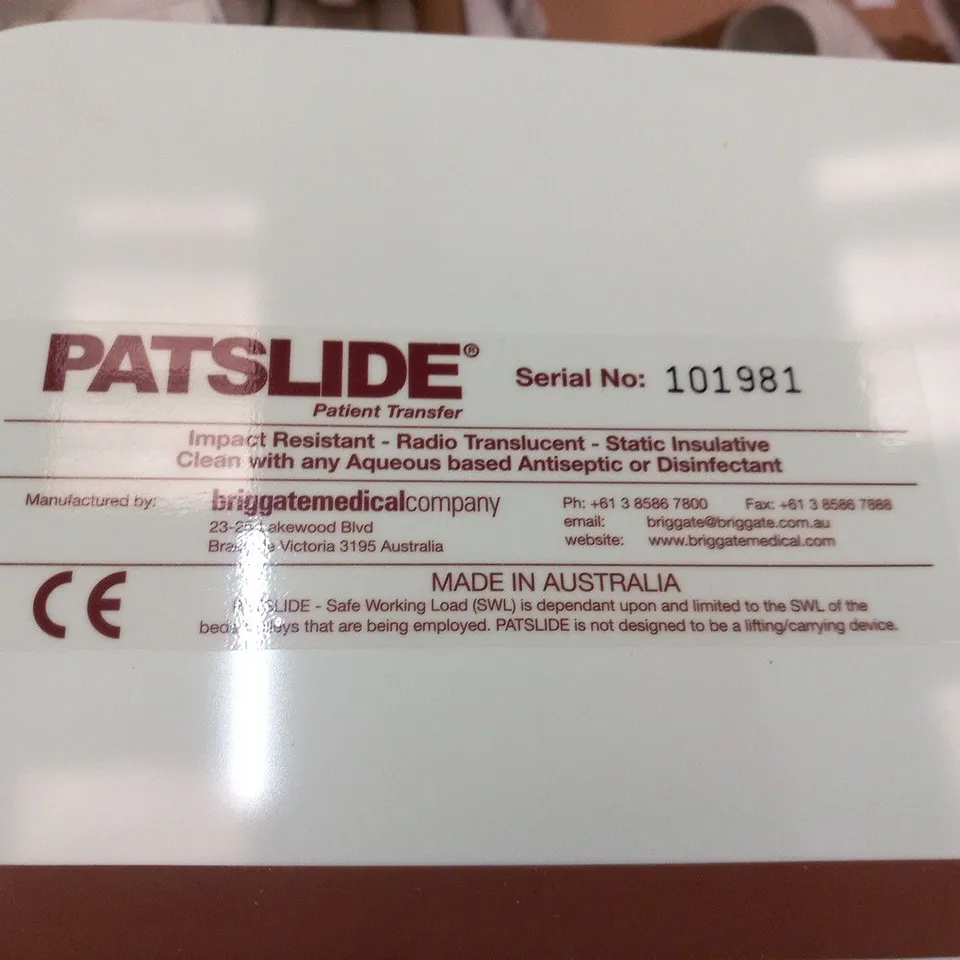 PATSLIDE®
Patient Transfer
Serial No: 101981
Impact Resistant - Radio Translucent - Static Insulative
Clean with any Aqueous based Antiseptic or Disinfectant
Manufactured by:
briggatemedicalcompany
Lakewood Blvd
Victoria 3195 Australia
Ph: +61 3 8586 7800 Fax: +61 3 8586 7888
email: briggate@briggate.com.au
website: www.briggatemedical.com
CE
MADE IN AUSTRALIA
PATSLIDE - Safe Working Load (SWL) is dependant upon and limited to the SWL of the
that are being employed. PATSLIDE is not designed to be a lifting/carrying device.